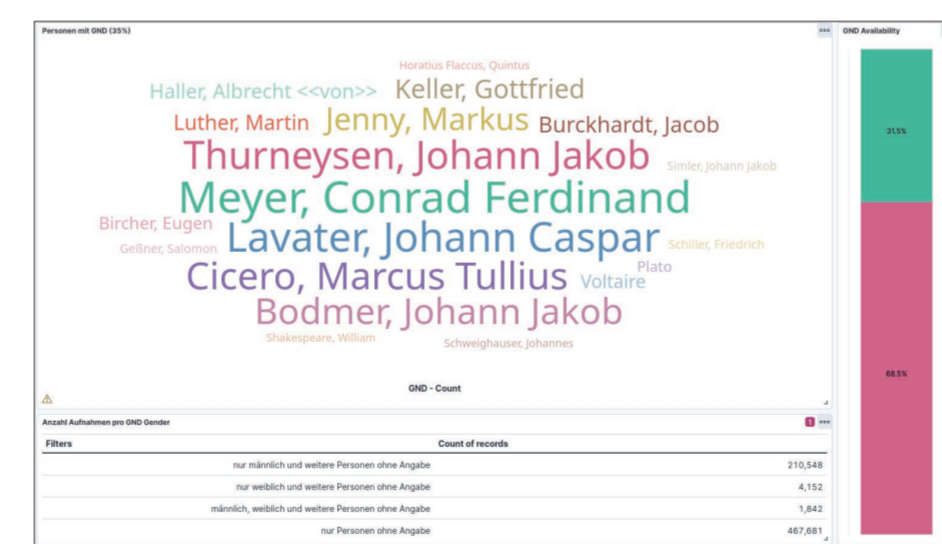 Personen mit GND (35%)
GND Availability
Horatius Flaccus, Quintus
Haller, Albrecht <<von>> Keller, Gottfried
Luther, Martin Jenny, Markus Burckhardt, Jacob
31.5%
Thurneysen, Johann Jakob Simler, Johann Jakob
Meyer, Conrad Ferdinand
Bircher, Eugen
Geßner, Salomon Lavater, Johann Caspar Schiller, Friedrich
Cicero, Marcus Tullius Voltaire Plato
Bodmer, Johann Jakob
Shakespeare, William Schweighauser, Johannes
68.5%
GND - Count
Anzahl Aufnahmen pro GND Gender
1
Filters Count of records
nur männlich und weitere Personen ohne Angabe 210,548
nur weiblich und weitere Personen ohne Angabe 4,152
männlich, weiblich und weitere Personen ohne Angabe 1,842
nur Personen ohne Angabe 467,681